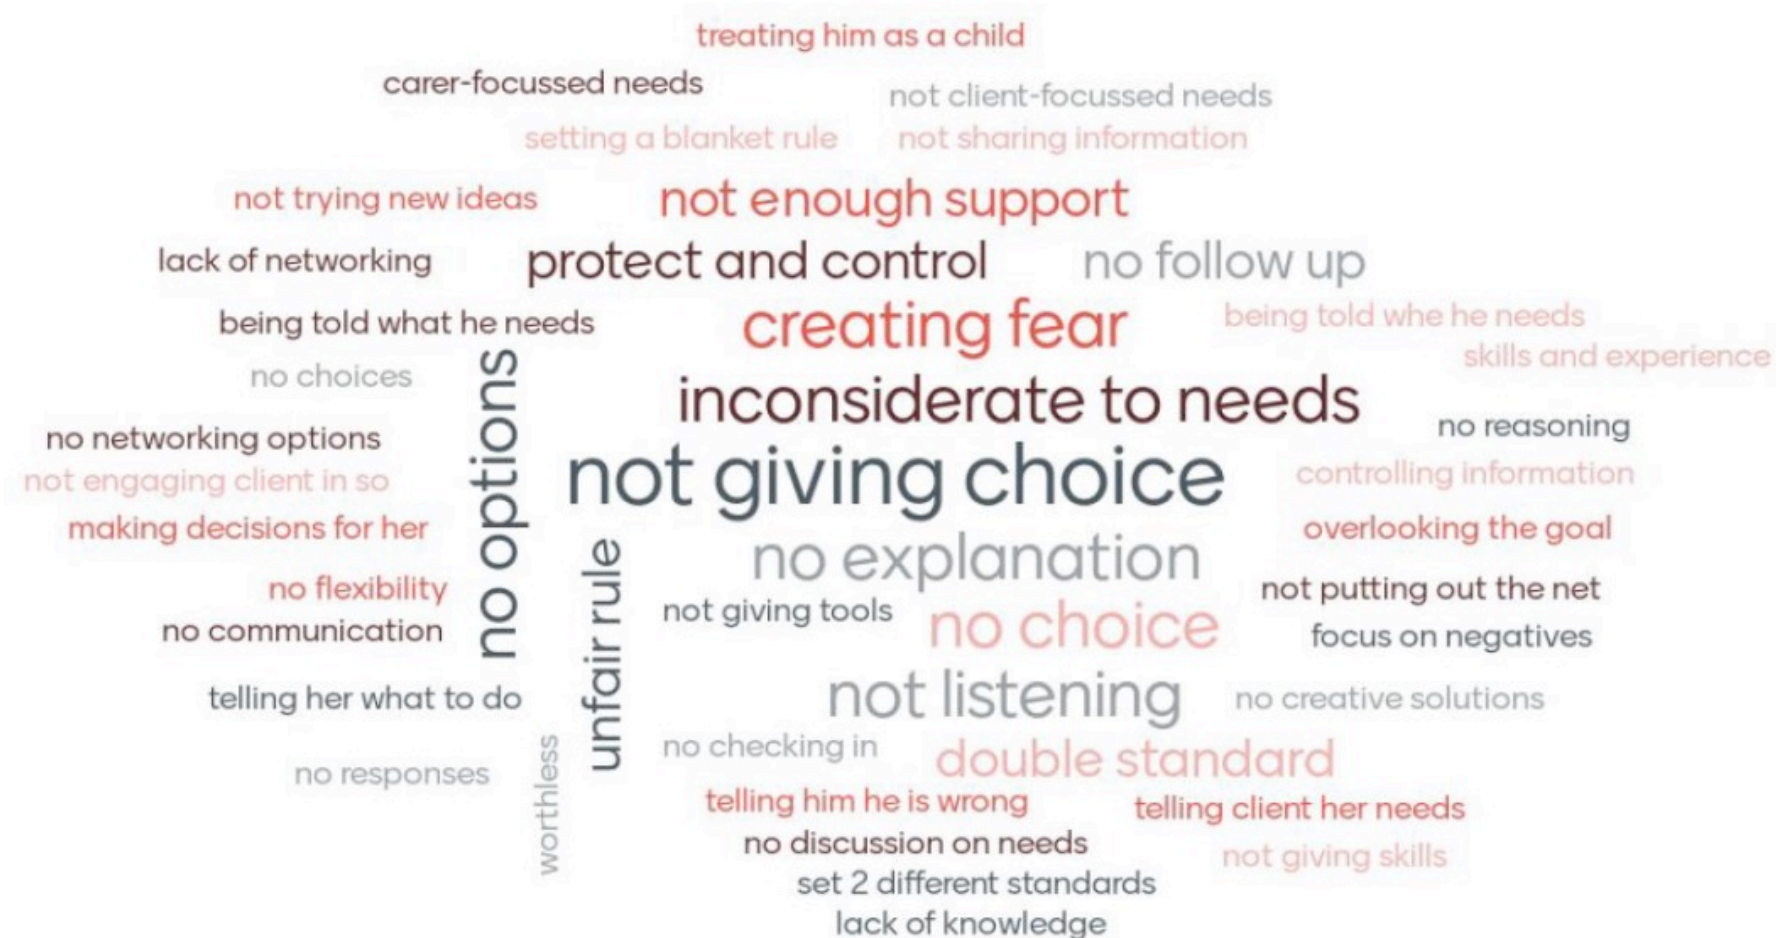 treating him as a child
carer-focussed needs
not client-focussed needs
setting a blanket rule
not sharing information
not trying new ideas
not enough support
lack of networking
protect and control
no follow up
being told what he needs
creating fear
being told whe he needs
skills and experience
no choices
no options
inconsiderate to needs
no reasoning
no networking options
not engaging client in so
not giving choice
controlling information
making decisions for her
overlooking the goal
no explanation
no flexibility
unfair rule
not giving tools
no choice
not putting out the net
no communication
focus on negatives
telling her what to do
not listening
no creative solutions
no responses
worthless
no checking in
double standard
telling him he is wrong
telling client her needs
no discussion on needs
not giving skills
set 2 different standards
lack of knowledge